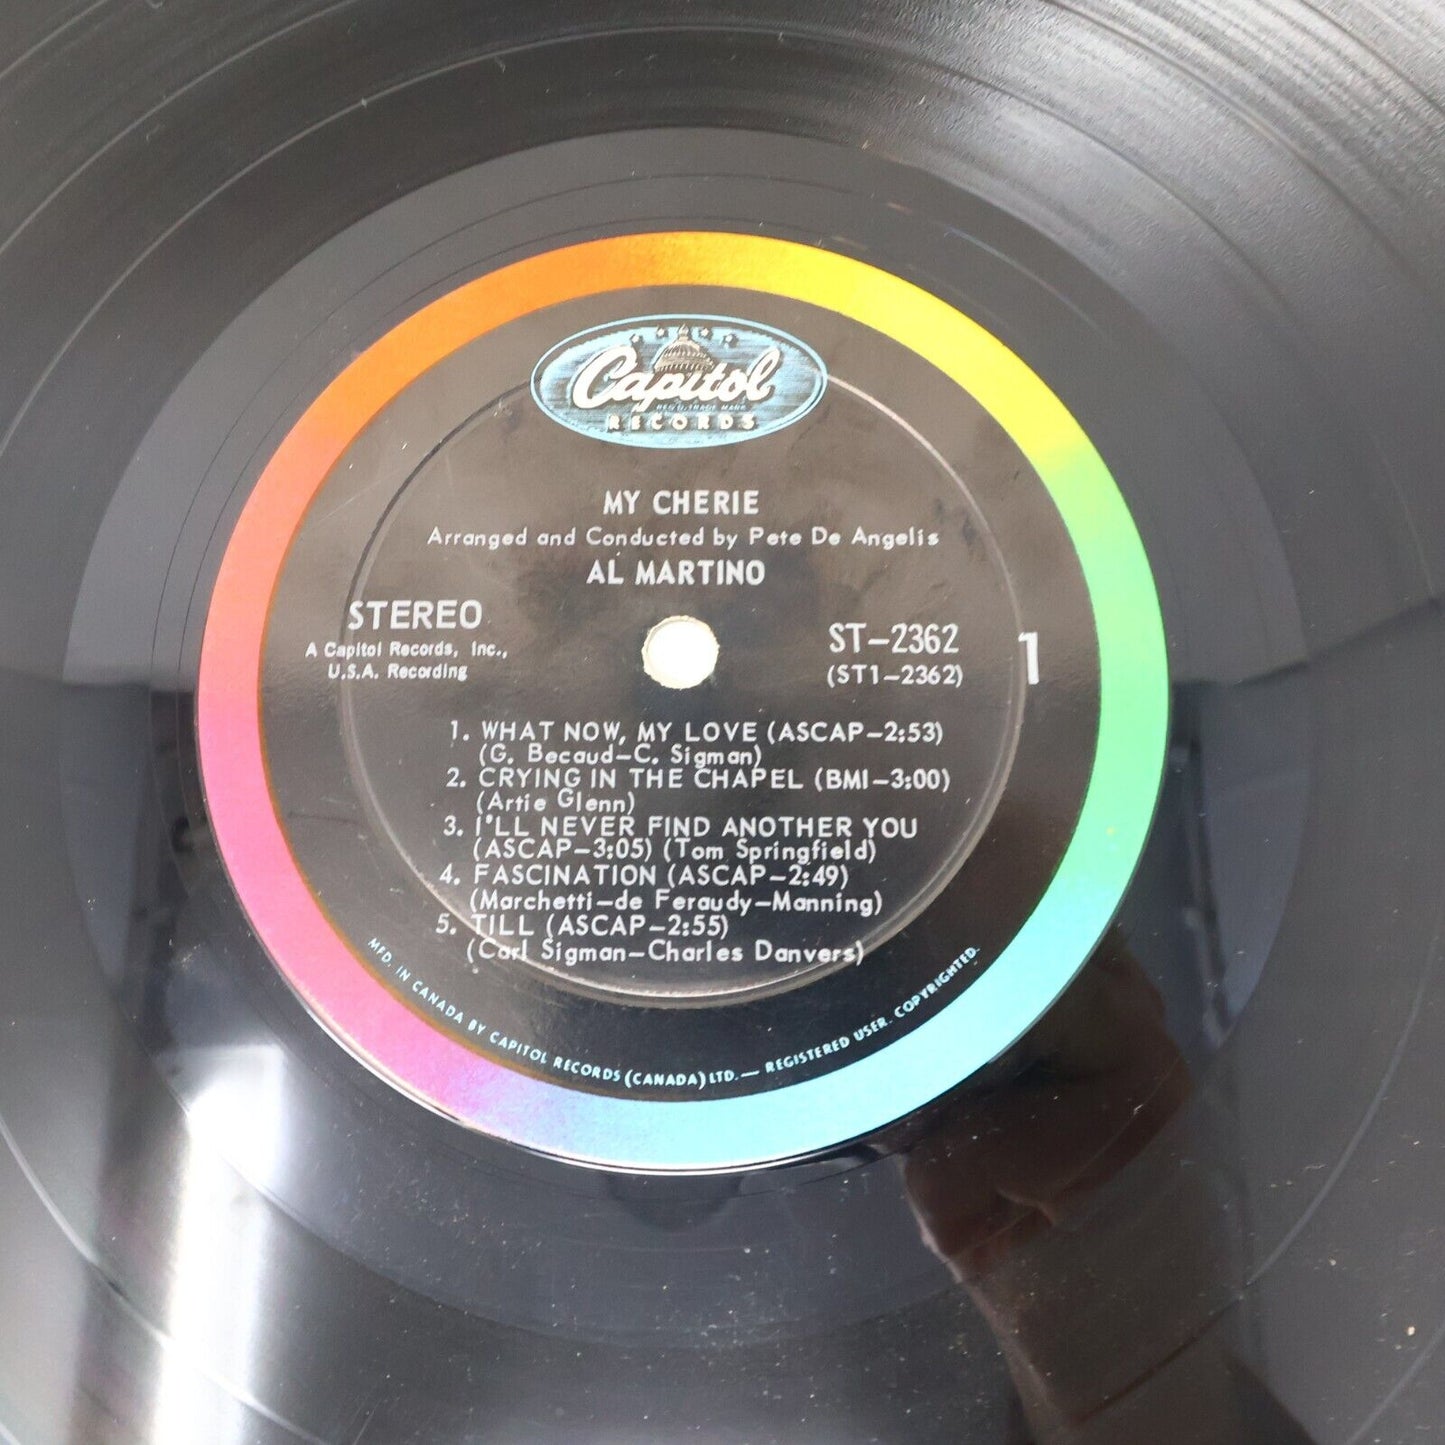 Capitol
REG'D. TRADE MARK
RECORDS
MY CHERIE
Arranged and Conducted by Pete De Angelis
AL MARTINO
STEREO
A Capitol Records, Inc.,
U.S.A. Recording
ST-2362
(ST1-2362)
1
1. WHAT NOW, MY LOVE (ASCAP-2:53)
(G. Becaud-C. Sigman)
2. CRYING IN THE CHAPEL (BMI-3:00)
(Artie Glenn)
3. I'LL NEVER FIND ANOTHER YOU
(ASCAP-3:05) (Tom Springfield)
4. FASCINATION (ASCAP-2:49)
(Marchetti-de Feraudy-Manning)
5. TILL (ASCAP-2:55)
(Carl Sigman-Charles Danvers)
MFD. IN CANADA BY CAPITOL RECORDS (CANADA) LTD. — REGISTERED USER. COPYRIGHTED.